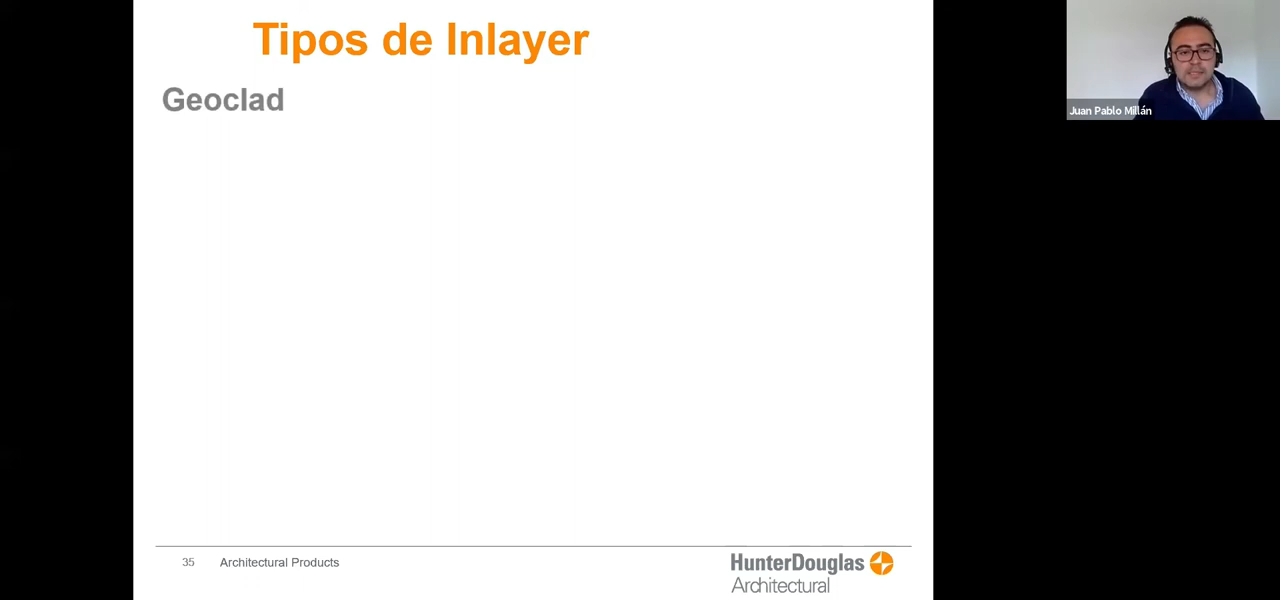 Tipos de Inlayer
Geoclad
Juan Pablo Millán
35 Architectural Products
HunterDouglas
Architectural